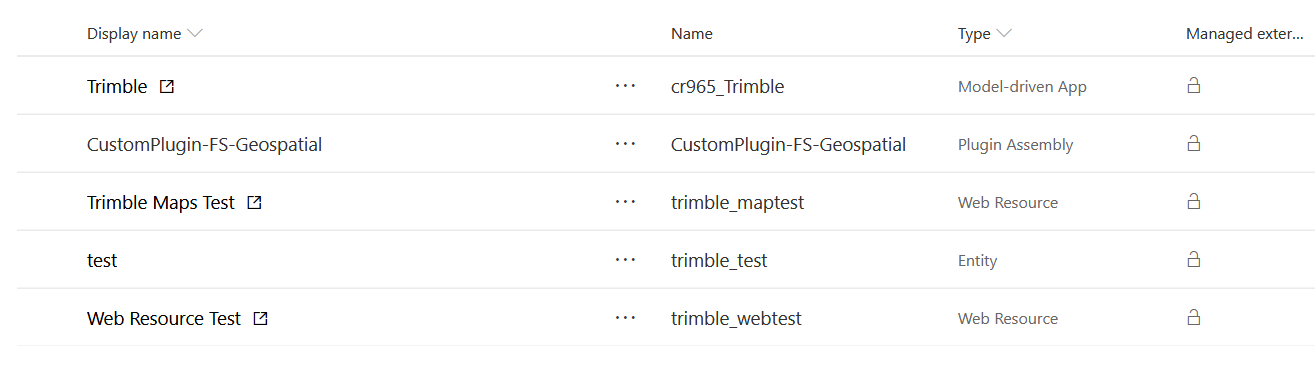 Display name Name Type Managed exter...
Trimble ... cr965_Trimble Model-driven App
CustomPlugin-FS-Geospatial ... CustomPlugin-FS-Geospatial Plugin Assembly
Trimble Maps Test ... trimble_maptest Web Resource
test ... trimble_test Entity
Web Resource Test ... trimble_webtest Web Resource